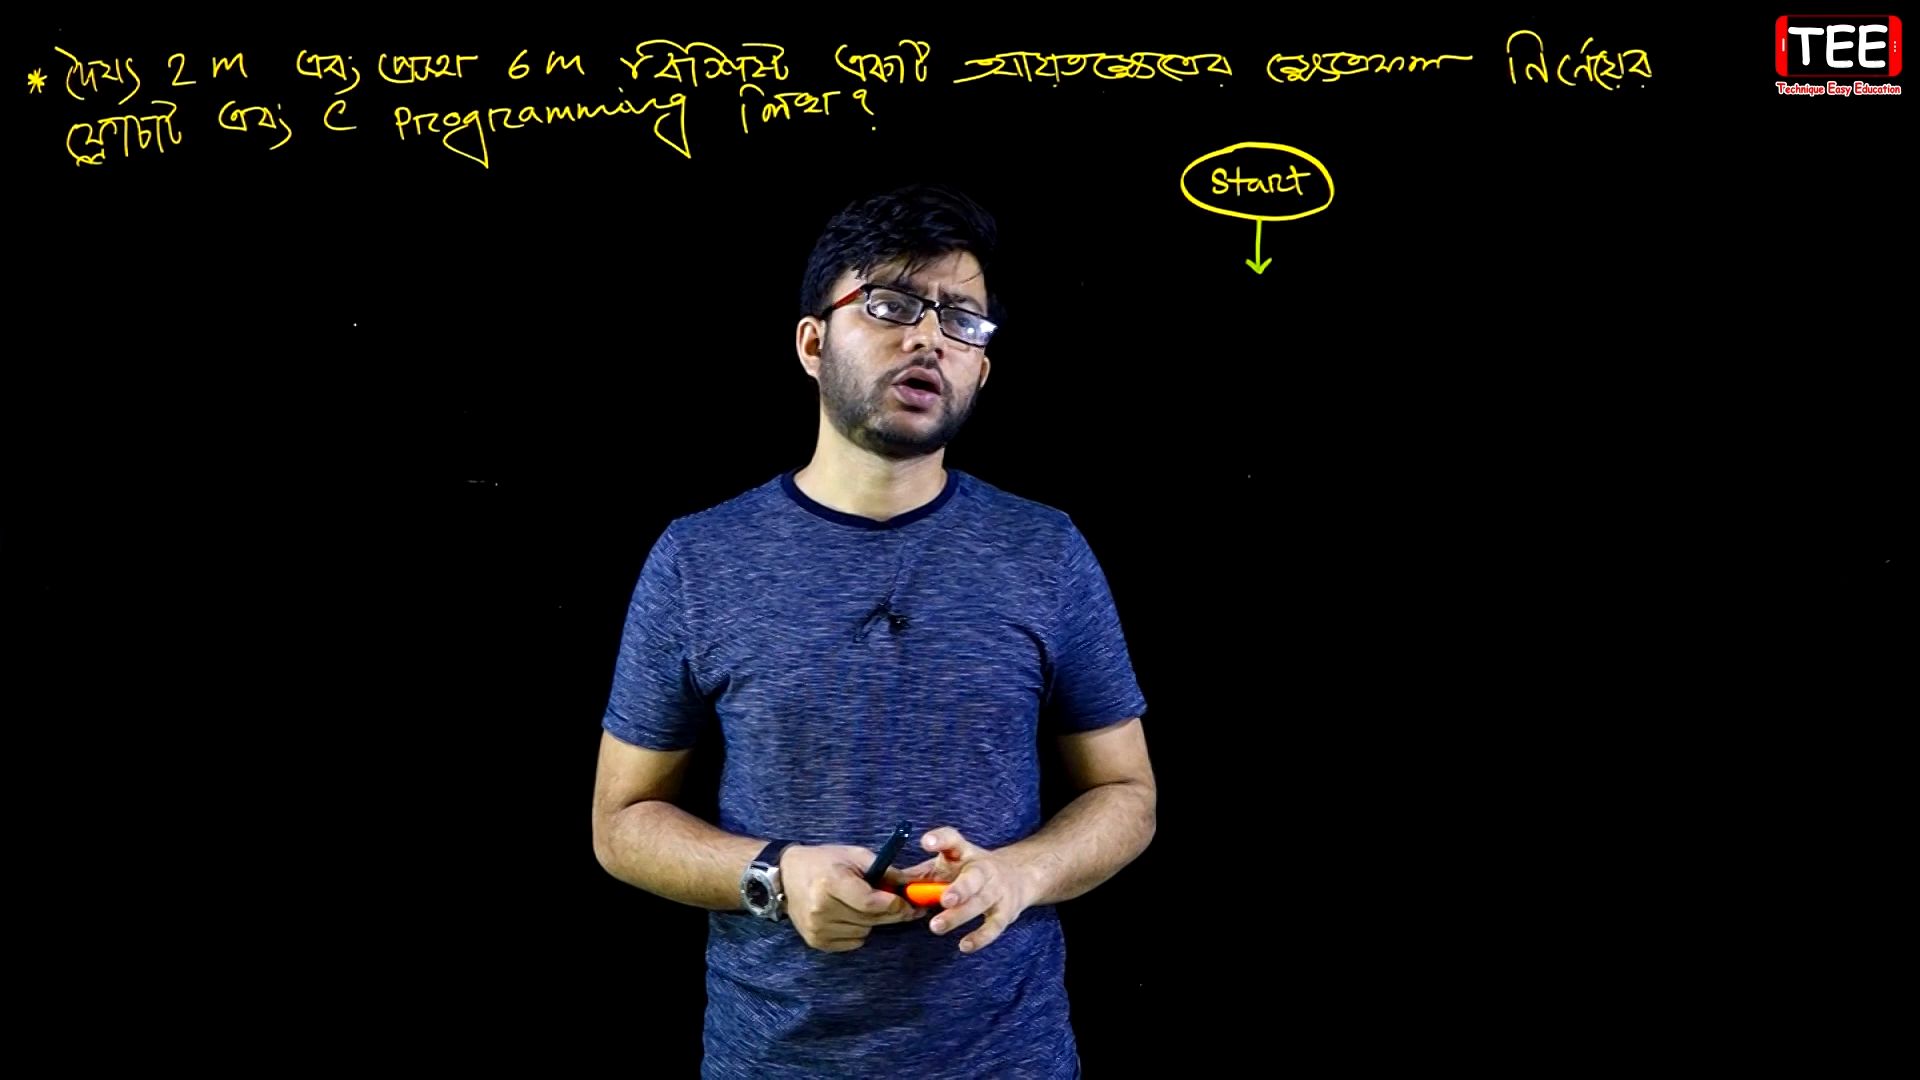 * দৈর্ঘ্য 2 m এবং প্রস্থ 6 m বিশিষ্ট একটি আয়তক্ষেত্রের ক্ষেত্রফল নির্ণয়ের
ফ্লোচার্ট এবং C Programming লিখ?
Start
TEE
Technique Easy Education